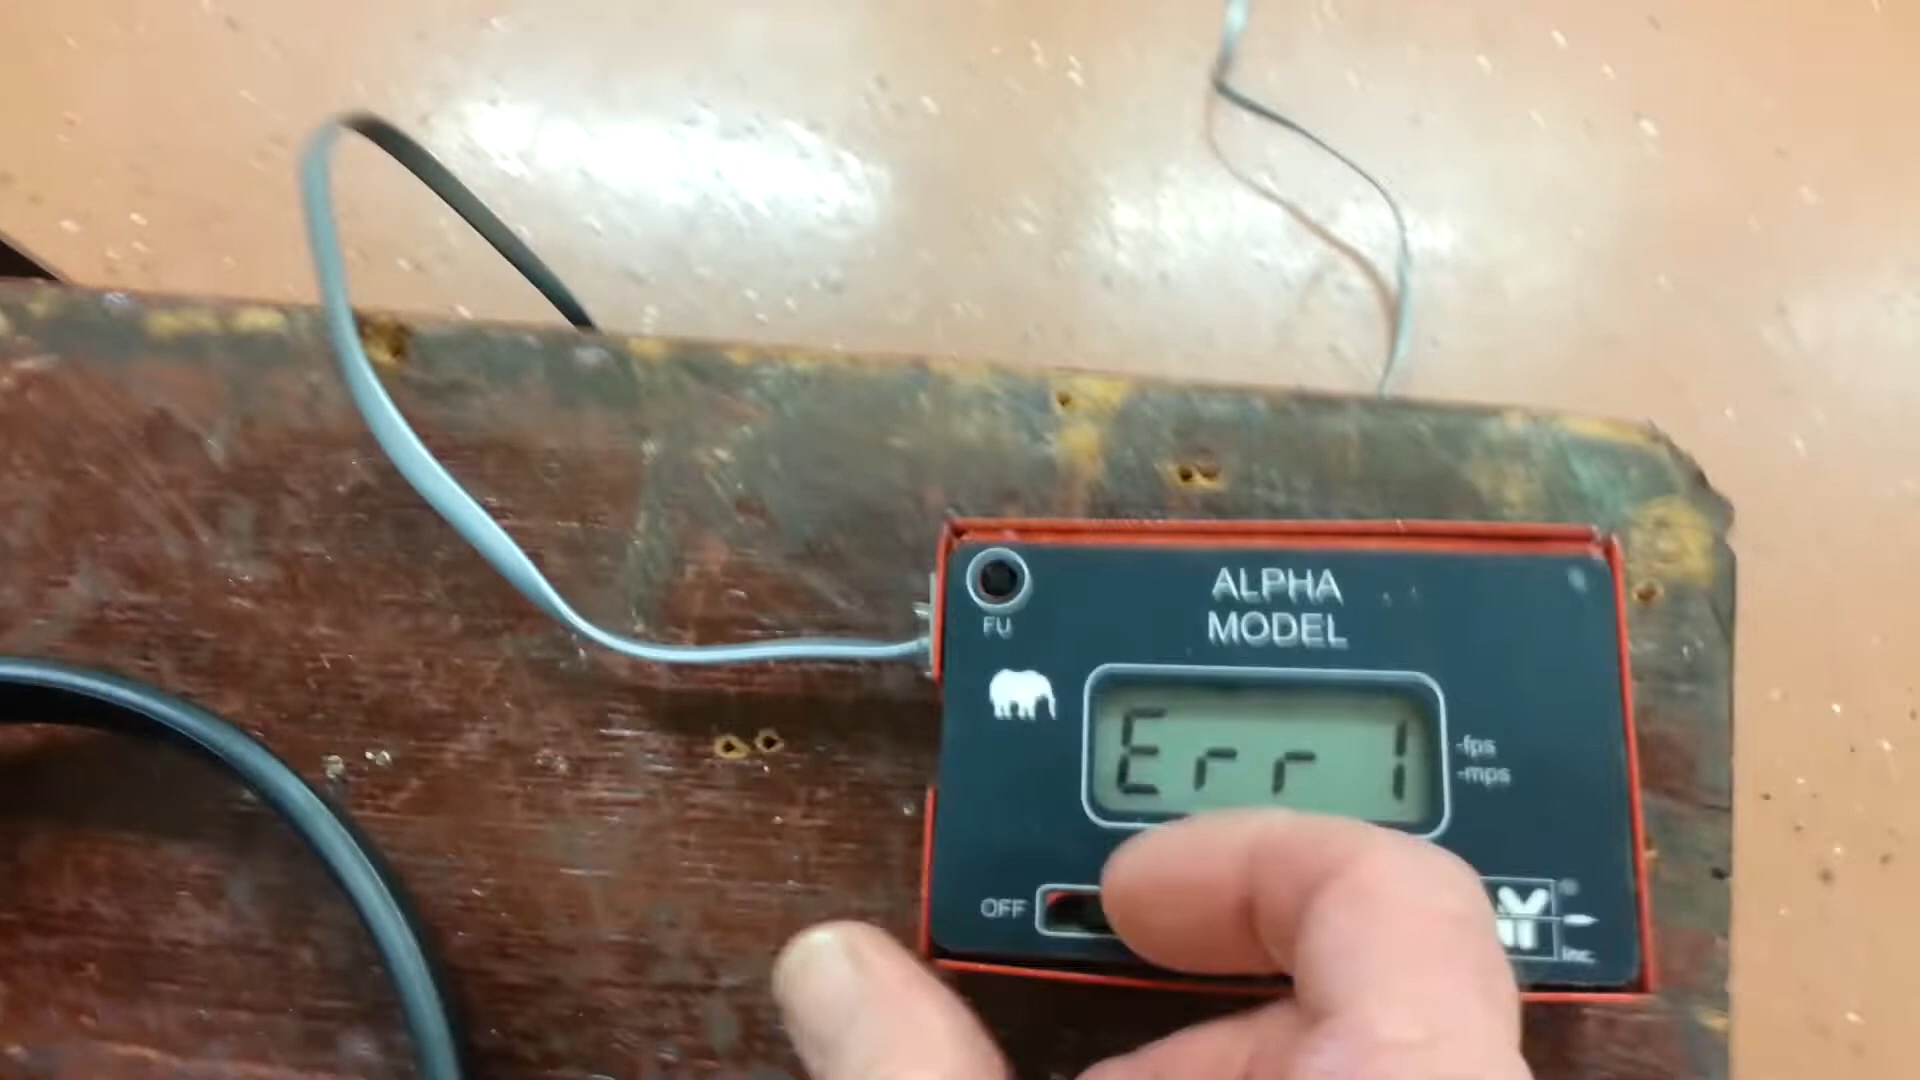 ALPHA
MODEL
FU
Err 1
-fps
-mps
OFF
Inc.